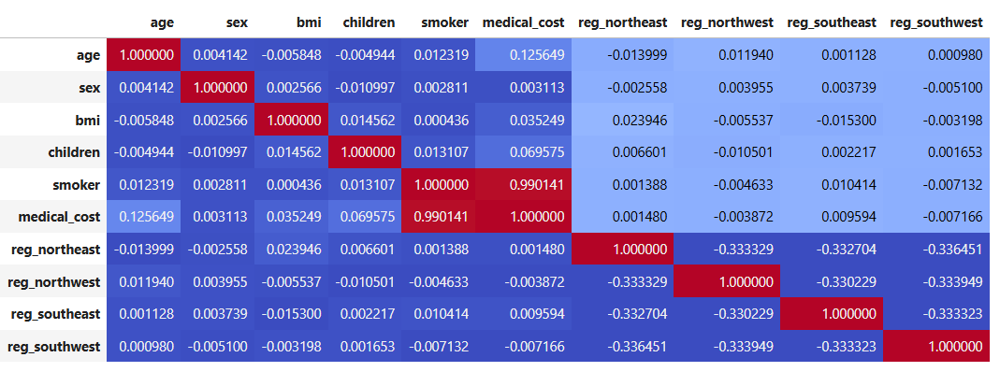 age sex bmi children smoker medical_cost reg_northeast reg_northwest reg_southeast reg_southwest
age 1.000000 0.004142 -0.005848 -0.004944 0.012319 0.125649 -0.013999 0.011940 0.001128 0.000980
sex 0.004142 1.000000 0.002566 -0.010997 0.002811 0.003113 -0.002558 0.003955 0.003739 -0.005100
bmi -0.005848 0.002566 1.000000 0.014562 0.000436 0.035249 0.023946 -0.005537 -0.015300 -0.003198
children -0.004944 -0.010997 0.014562 1.000000 0.013107 0.069575 0.006601 -0.010501 0.002217 0.001653
smoker 0.012319 0.002811 0.000436 0.013107 1.000000 0.990141 0.001388 -0.004633 0.010414 -0.007132
medical_cost 0.125649 0.003113 0.035249 0.069575 0.990141 1.000000 0.001480 -0.003872 0.009594 -0.007166
reg_northeast -0.013999 -0.002558 0.023946 0.006601 0.001388 0.001480 1.000000 -0.333329 -0.332704 -0.336451
reg_northwest 0.011940 0.003955 -0.005537 -0.010501 -0.004633 -0.003872 -0.333329 1.000000 -0.330229 -0.333949
reg_southeast 0.001128 0.003739 -0.015300 0.002217 0.010414 0.009594 -0.332704 -0.330229 1.000000 -0.333323
reg_southwest 0.000980 -0.005100 -0.003198 0.001653 -0.007132 -0.007166 -0.336451 -0.333949 -0.333323 1.000000